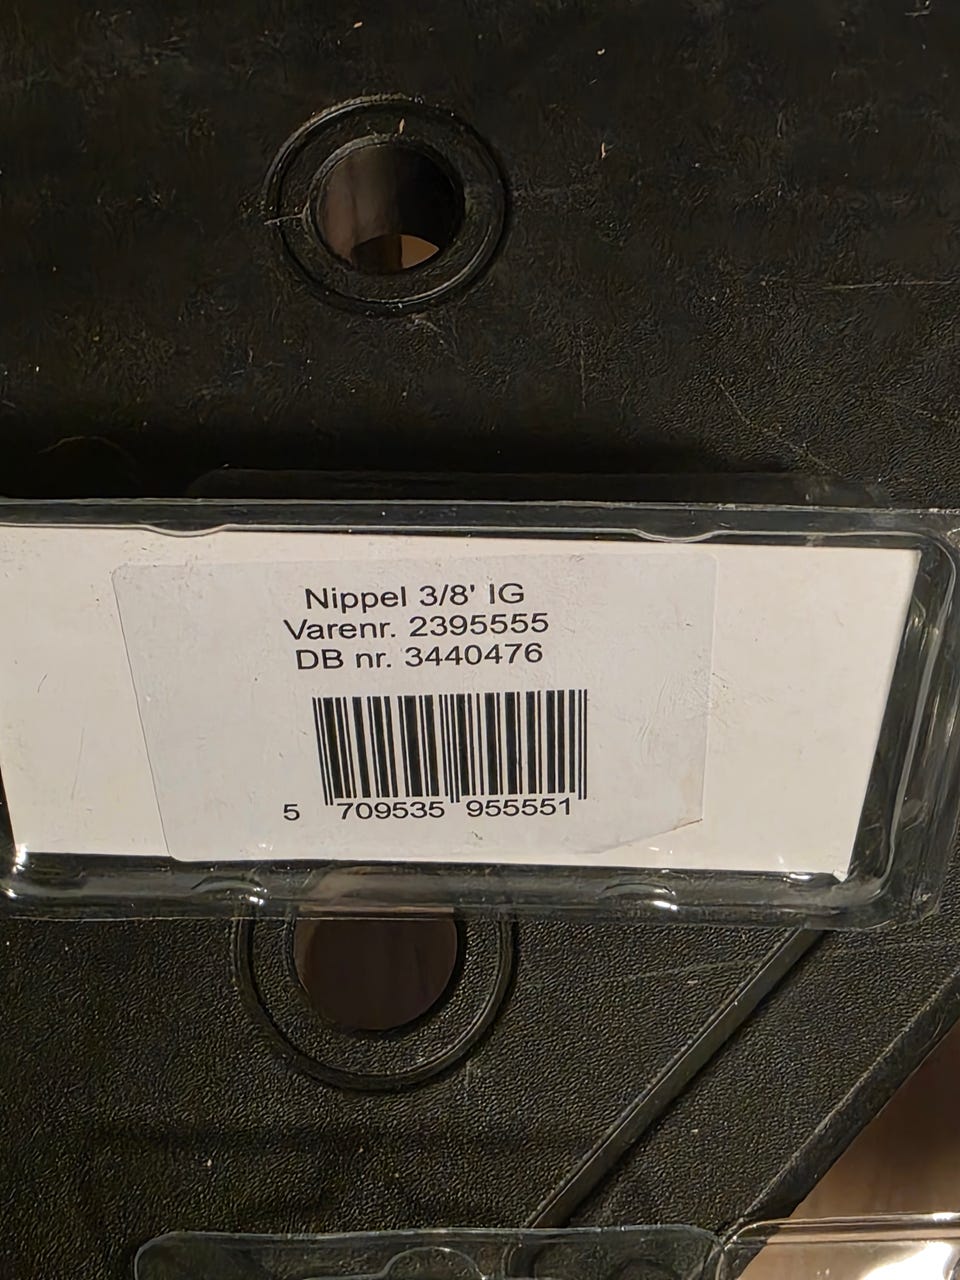 Nippel 3/8' IG
Varenr. 2395555
DB nr. 3440476
5 709535 955551